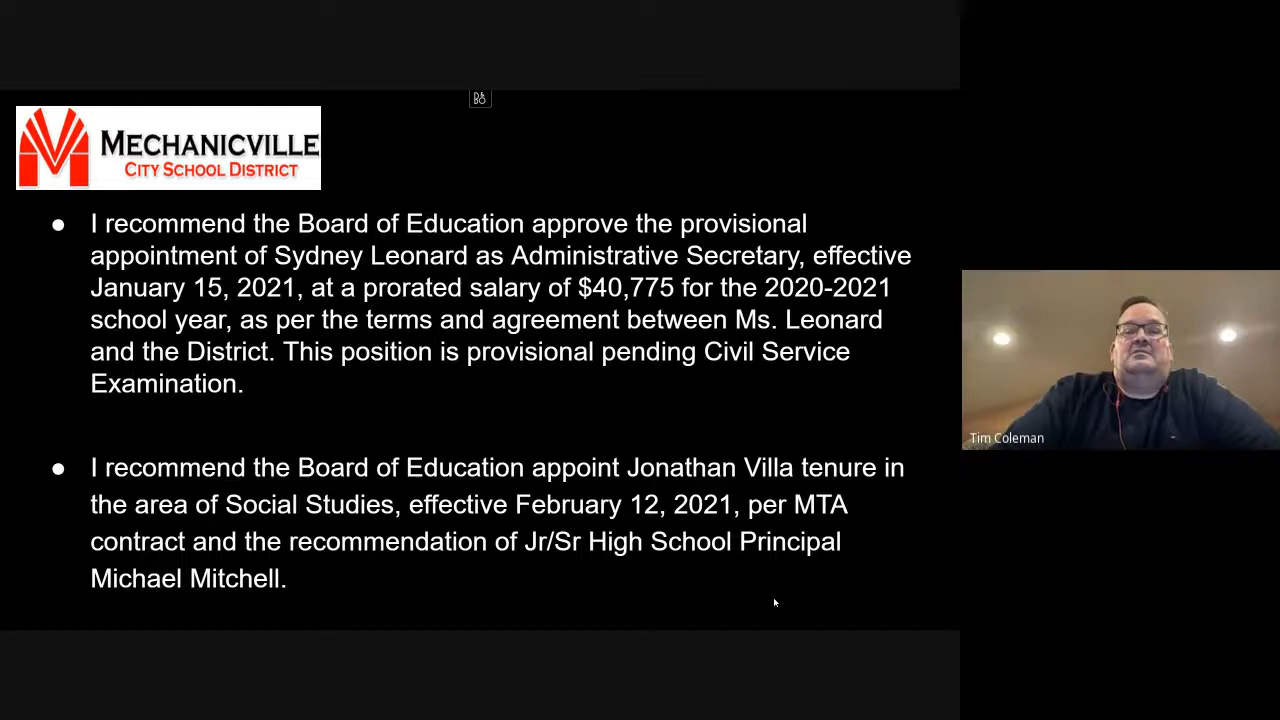 MECHANICVILLE
CITY SCHOOL DISTRICT
● I recommend the Board of Education approve the provisional
appointment of Sydney Leonard as Administrative Secretary, effective
January 15, 2021, at a prorated salary of $40,775 for the 2020-2021
school year, as per the terms and agreement between Ms. Leonard
and the District. This position is provisional pending Civil Service
Examination.
● I recommend the Board of Education appoint Jonathan Villa tenure in
the area of Social Studies, effective February 12, 2021, per MTA
contract and the recommendation of Jr/Sr High School Principal
Michael Mitchell.
Tim Coleman